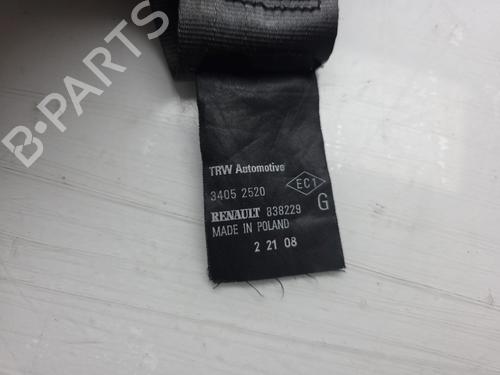 B-PARTS
TRW Automotive
3405 2520 EC1
RENAULT 838229 G
MADE IN POLAND
2 21 08